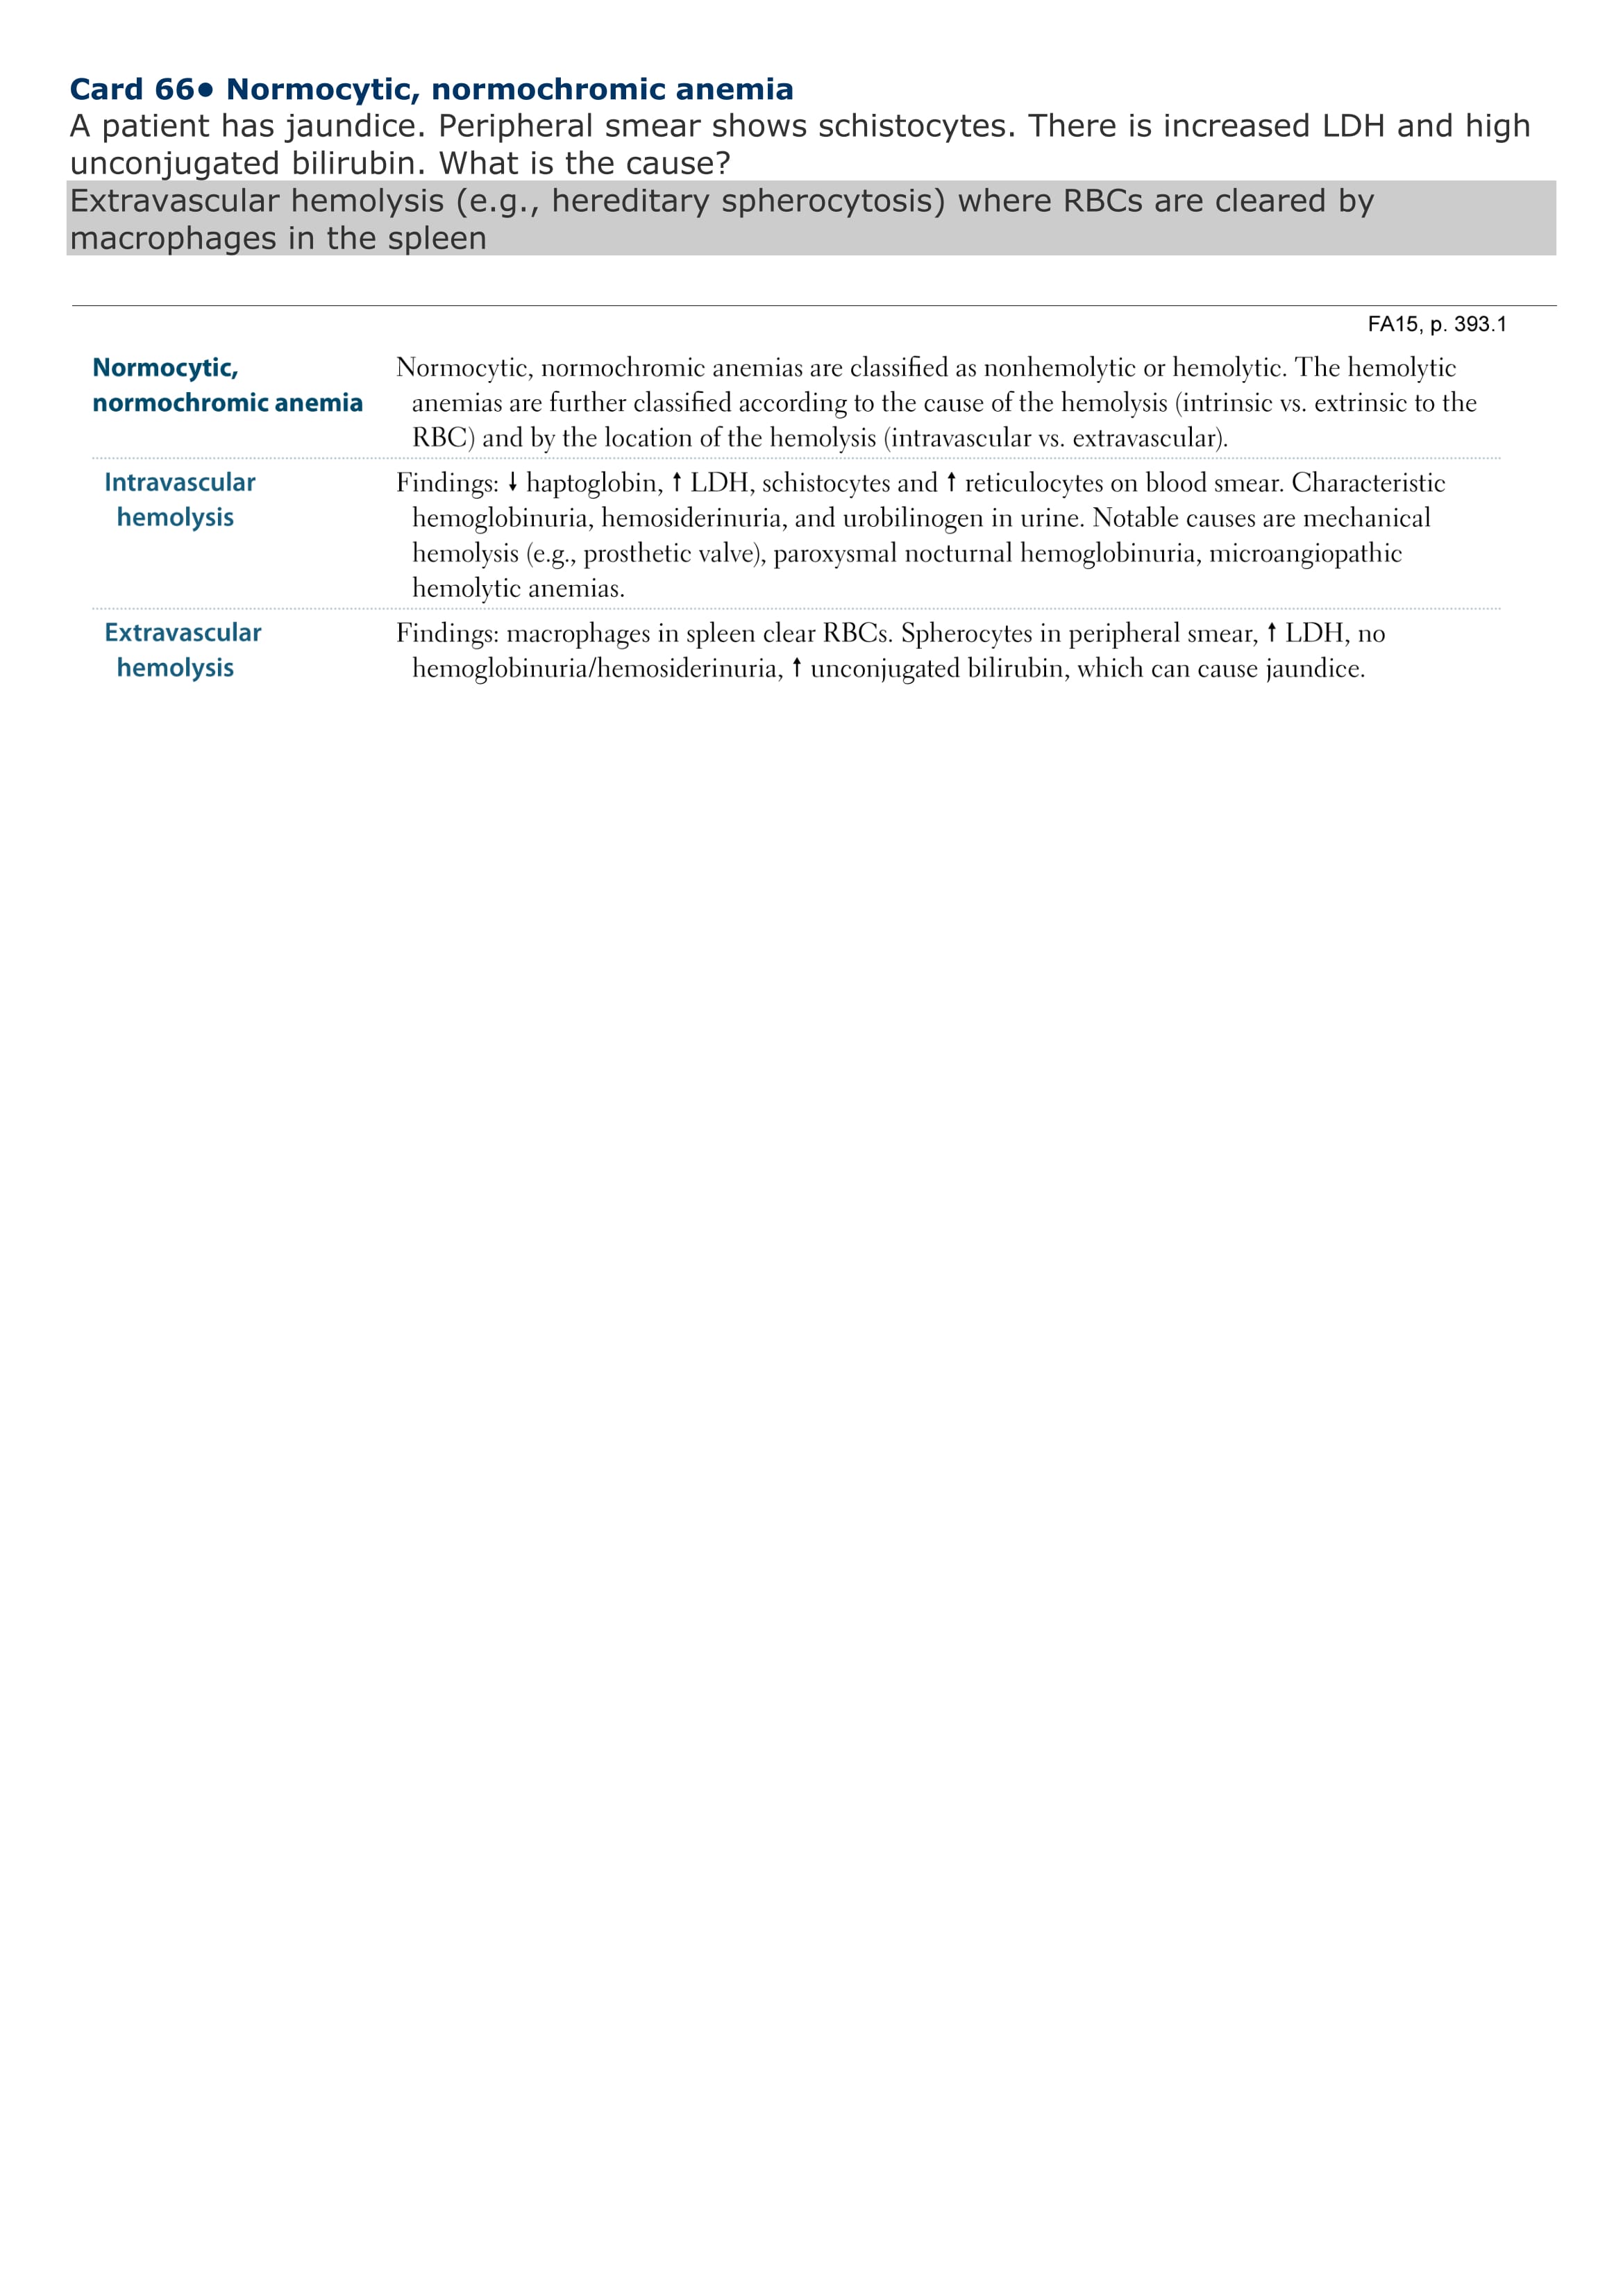 Card 66● Normocytic, normochromic anemia
A patient has jaundice. Peripheral smear shows schistocytes. There is increased LDH and high
unconjugated bilirubin. What is the cause?
Extravascular hemolysis (e.g., hereditary spherocytosis) where RBCs are cleared by
macrophages in the spleen
FA15, p. 393.1
Normocytic,
normochromic anemia
Normocytic, normochromic anemias are classified as nonhemolytic or hemolytic. The hemolytic
anemias are further classified according to the cause of the hemolysis (intrinsic vs. extrinsic to the
RBC) and by the location of the hemolysis (intravascular vs. extravascular).
Intravascular
hemolysis
Findings: ↓ haptoglobin, ↑ LDH, schistocytes and ↑ reticulocytes on blood smear. Characteristic
hemoglobinuria, hemosiderinuria, and urobilinogen in urine. Notable causes are mechanical
hemolysis (e.g., prosthetic valve), paroxysmal nocturnal hemoglobinuria, microangiopathic
hemolytic anemias.
Extravascular
hemolysis
Findings: macrophages in spleen clear RBCs. Spherocytes in peripheral smear, ↑ LDH, no
hemoglobinuria/hemosiderinuria, ↑ unconjugated bilirubin, which can cause jaundice.